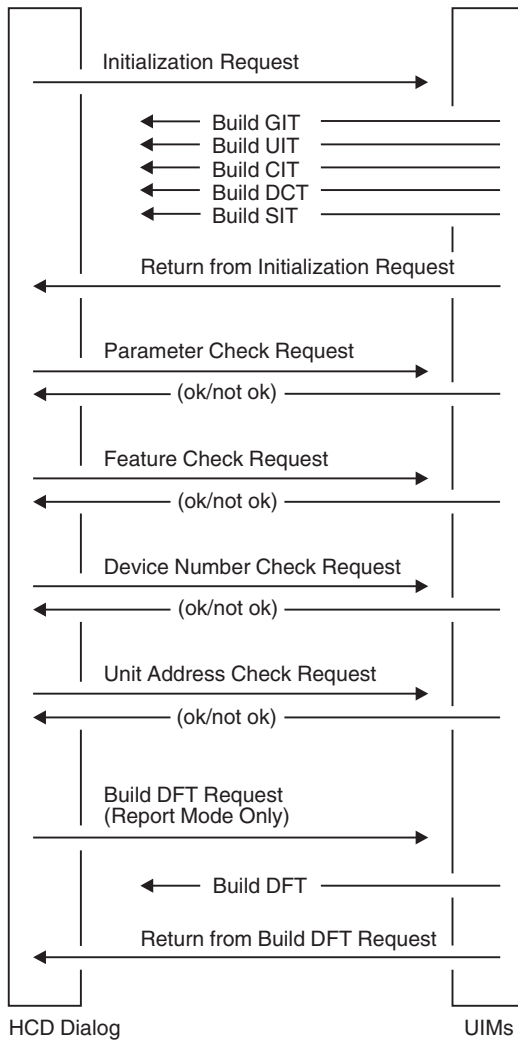 Initialization Request
Build GIT
Build UIT
Build CIT
Build DCT
Build SIT
Return from Initialization Request
Parameter Check Request
(ok/not ok)
Feature Check Request
(ok/not ok)
Device Number Check Request
(ok/not ok)
Unit Address Check Request
(ok/not ok)
Build DFT Request
(Report Mode Only)
Build DFT
Return from Build DFT Request
HCD Dialog
UIMs